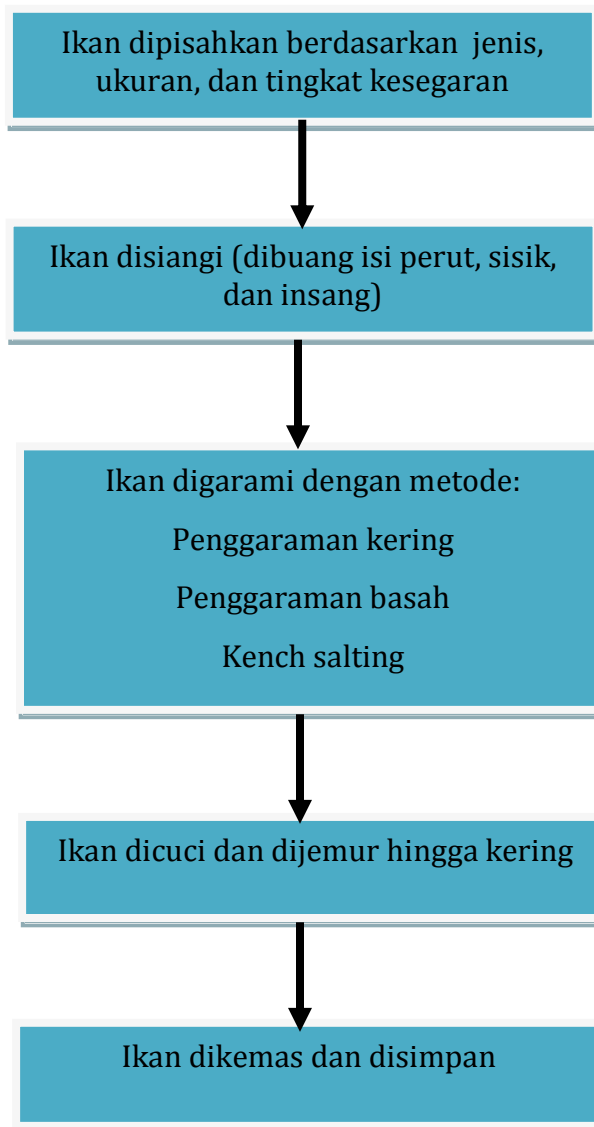 Ikan dipisahkan berdasarkan jenis,
ukuran, dan tingkat kesegaran
Ikan disiangi (dibuang isi perut, sisik,
dan insang)
Ikan digarami dengan metode:
Penggaraman kering
Penggaraman basah
Kench salting
Ikan dicuci dan dijemur hingga kering
Ikan dikemas dan disimpan